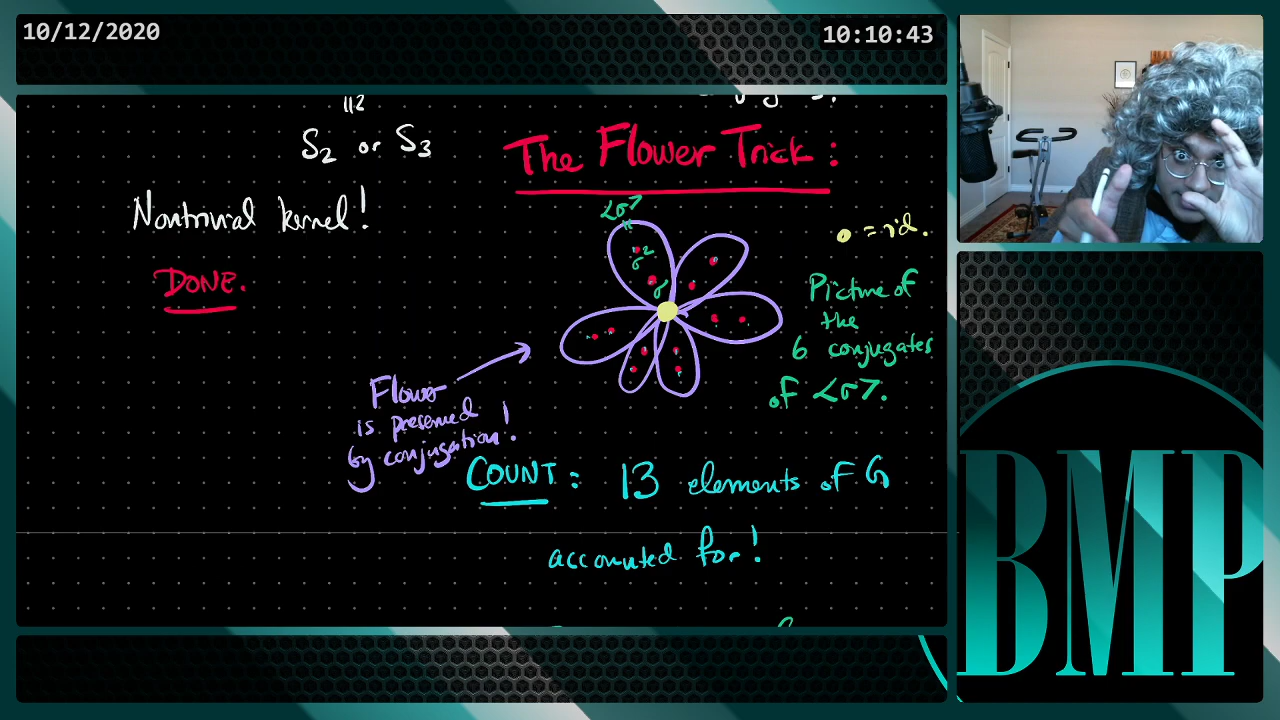 10/12/2020
10:10:43
S₂ or S₃
The Flower Trick:
Nontrivial kernel!
DONE.
<σ>
σ²
σ
= id.
Picture of
the
6 conjugates
of <σ>.
Flower
is preserved
by conjugation!
COUNT: 13 elements of G
accounted for!
BMP